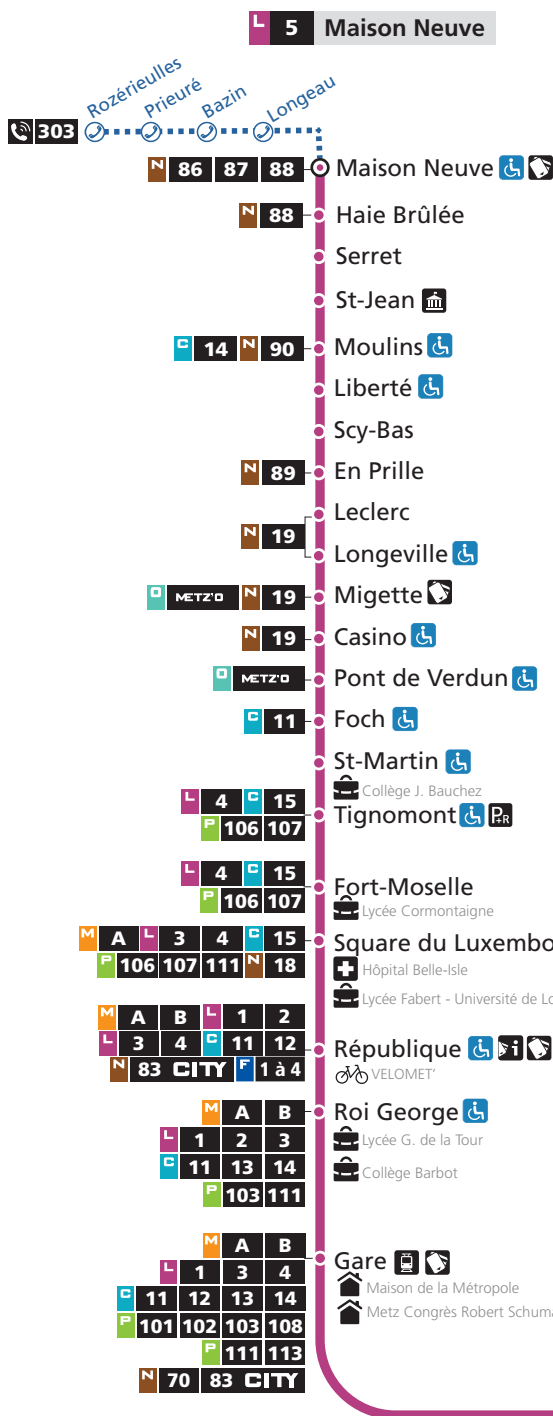 L 5 Maison Neuve
Rozérieulles Prieuré Bazin Longeau
303
N 86 87 88 Maison Neuve
N 88 Haie Brûlée
Serret
St-Jean
C 14 N 90 Moulins
Liberté
Scy-Bas
N 89 En Prille
Leclerc
N 19
Longeville
O METZ'O N 19 Migette
N 19 Casino
O METZ'O Pont de Verdun
C 11 Foch
St-Martin
Collège J. Bauchez
L 4 C 15
Tignomont P+R
P 106 107
L 4 C 15
Fort-Moselle
P 106 107
Lycée Cormontaigne
M A L 3 4 C 15
Square du Luxembo
P 106 107 111 N 18
Hôpital Belle-Isle
Lycée Fabert - Université de Lo
M A B L 1 2
L 3 4 C 11 12
République i
N 83 CITY F 1 à 4
VELOMET'
M A B Roi George
L 1 2 3 Lycée G. de la Tour
C 11 13 14 Collège Barbot
P 103 111
M A B
Gare
L 1 3 4
Maison de la Métropole
C 11 12 13 14
Metz Congrès Robert Schuma
P 101 102 103 108
P 111 113
N 70 83 CITY